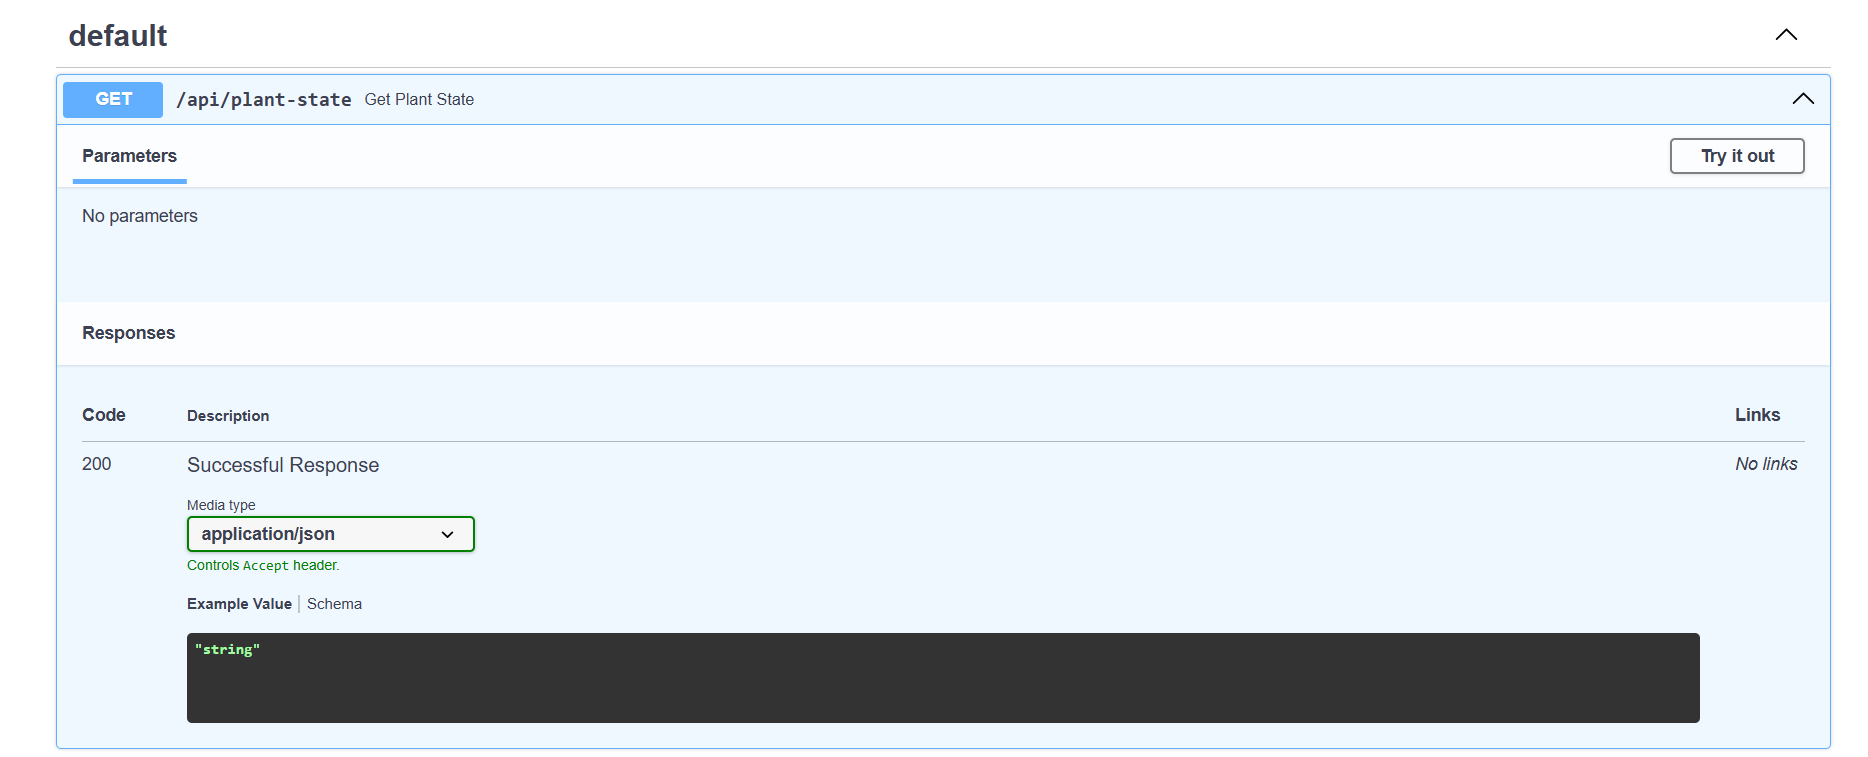 default
GET /api/plant-state Get Plant State
Parameters
Try it out
No parameters
Responses
Code Description Links
200 Successful Response No links
Media type
application/json
Controls Accept header.
Example Value Schema
"string"